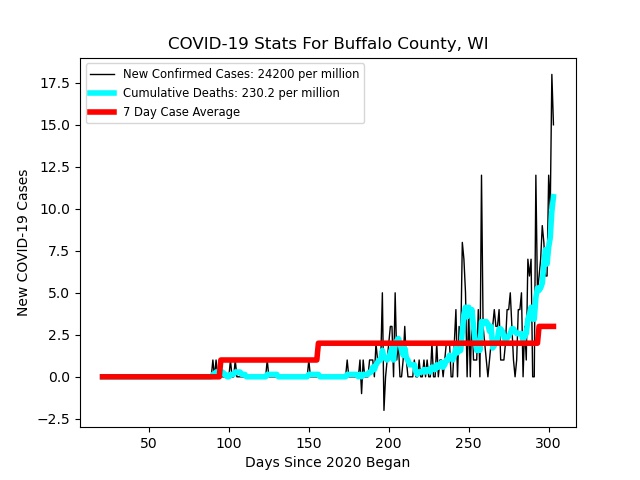 COVID-19 Stats For Buffalo County, WI
New Confirmed Cases: 24200 per million
Cumulative Deaths: 230.2 per million
7 Day Case Average
New COVID-19 Cases
17.5
15.0
12.5
10.0
7.5
5.0
2.5
0.0
−2.5
50 100 150 200 250 300
Days Since 2020 Began